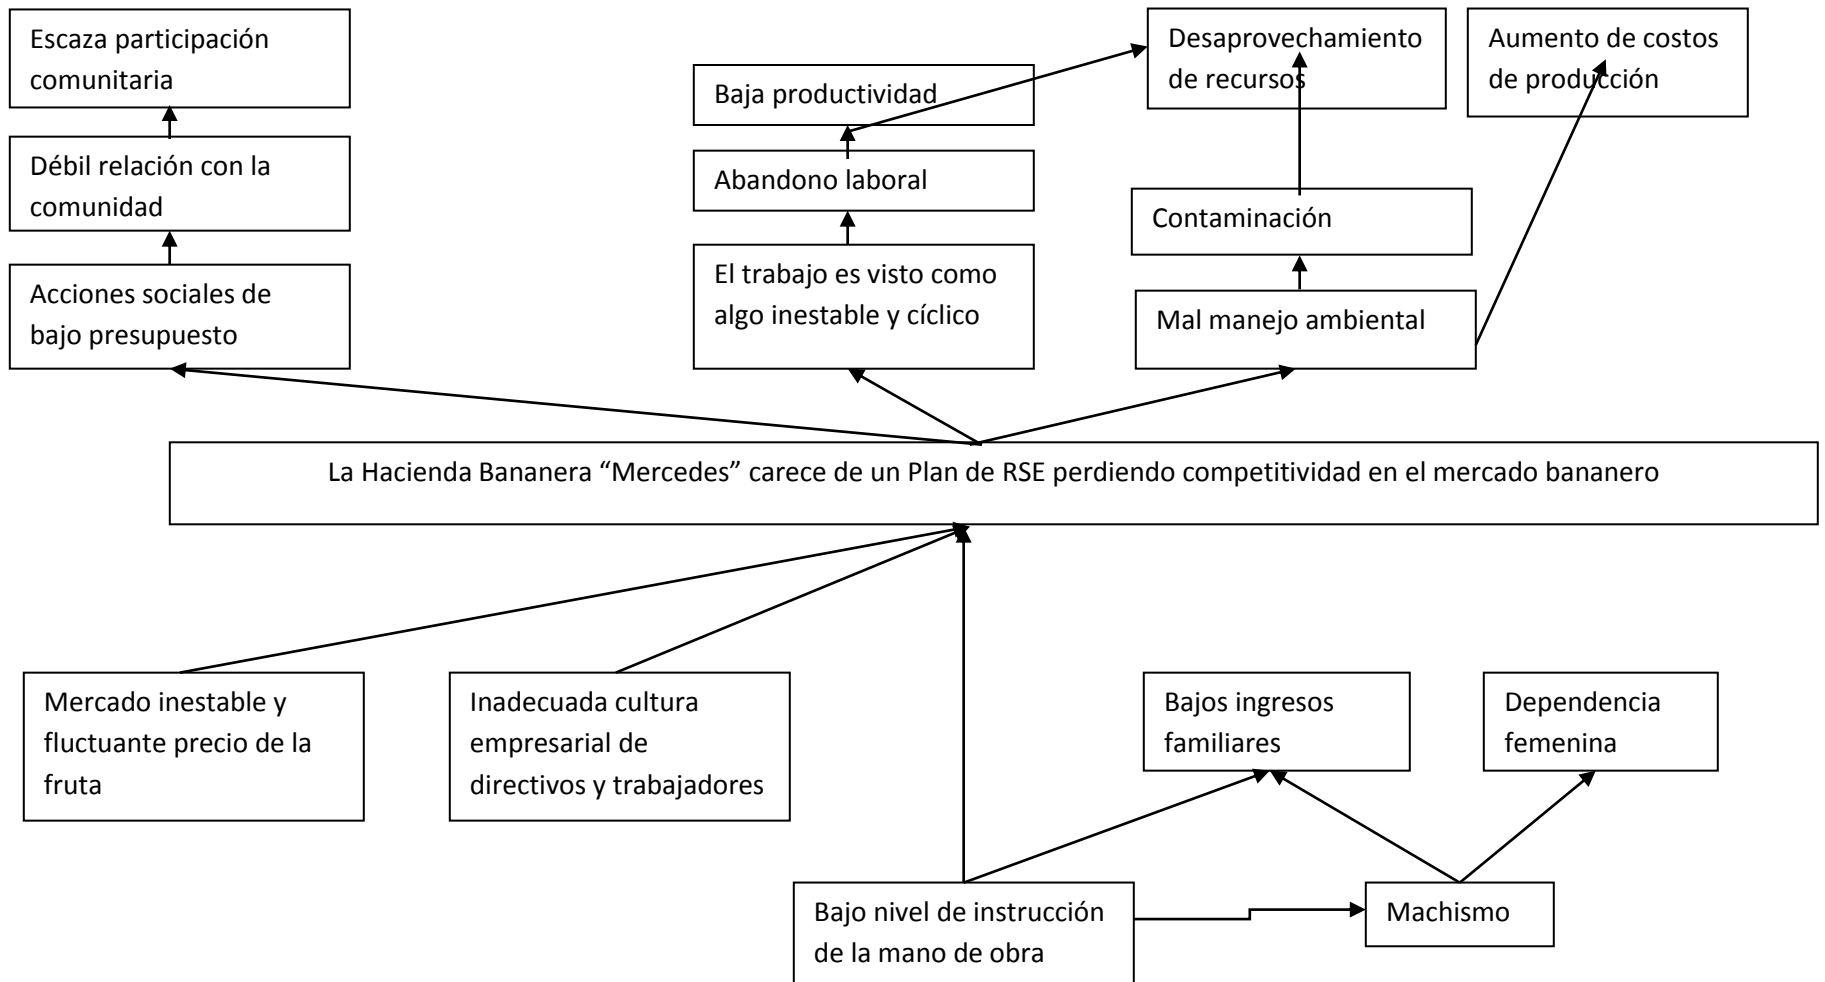 Escaza participación
comunitaria
Baja productividad
Desaprovechamiento
de recursos
Aumento de costos
de producción
Débil relación con la
comunidad
Abandono laboral
Contaminación
Acciones sociales de
bajo presupuesto
El trabajo es visto como
algo inestable y cíclico
Mal manejo ambiental
La Hacienda Bananera “Mercedes” carece de un Plan de RSE perdiendo competitividad en el mercado bananero
Mercado inestable y
fluctuante precio de la
fruta
Inadecuada cultura
empresarial de
directivos y trabajadores
Bajos ingresos
familiares
Dependencia
femenina
Bajo nivel de instrucción
de la mano de obra
Machismo